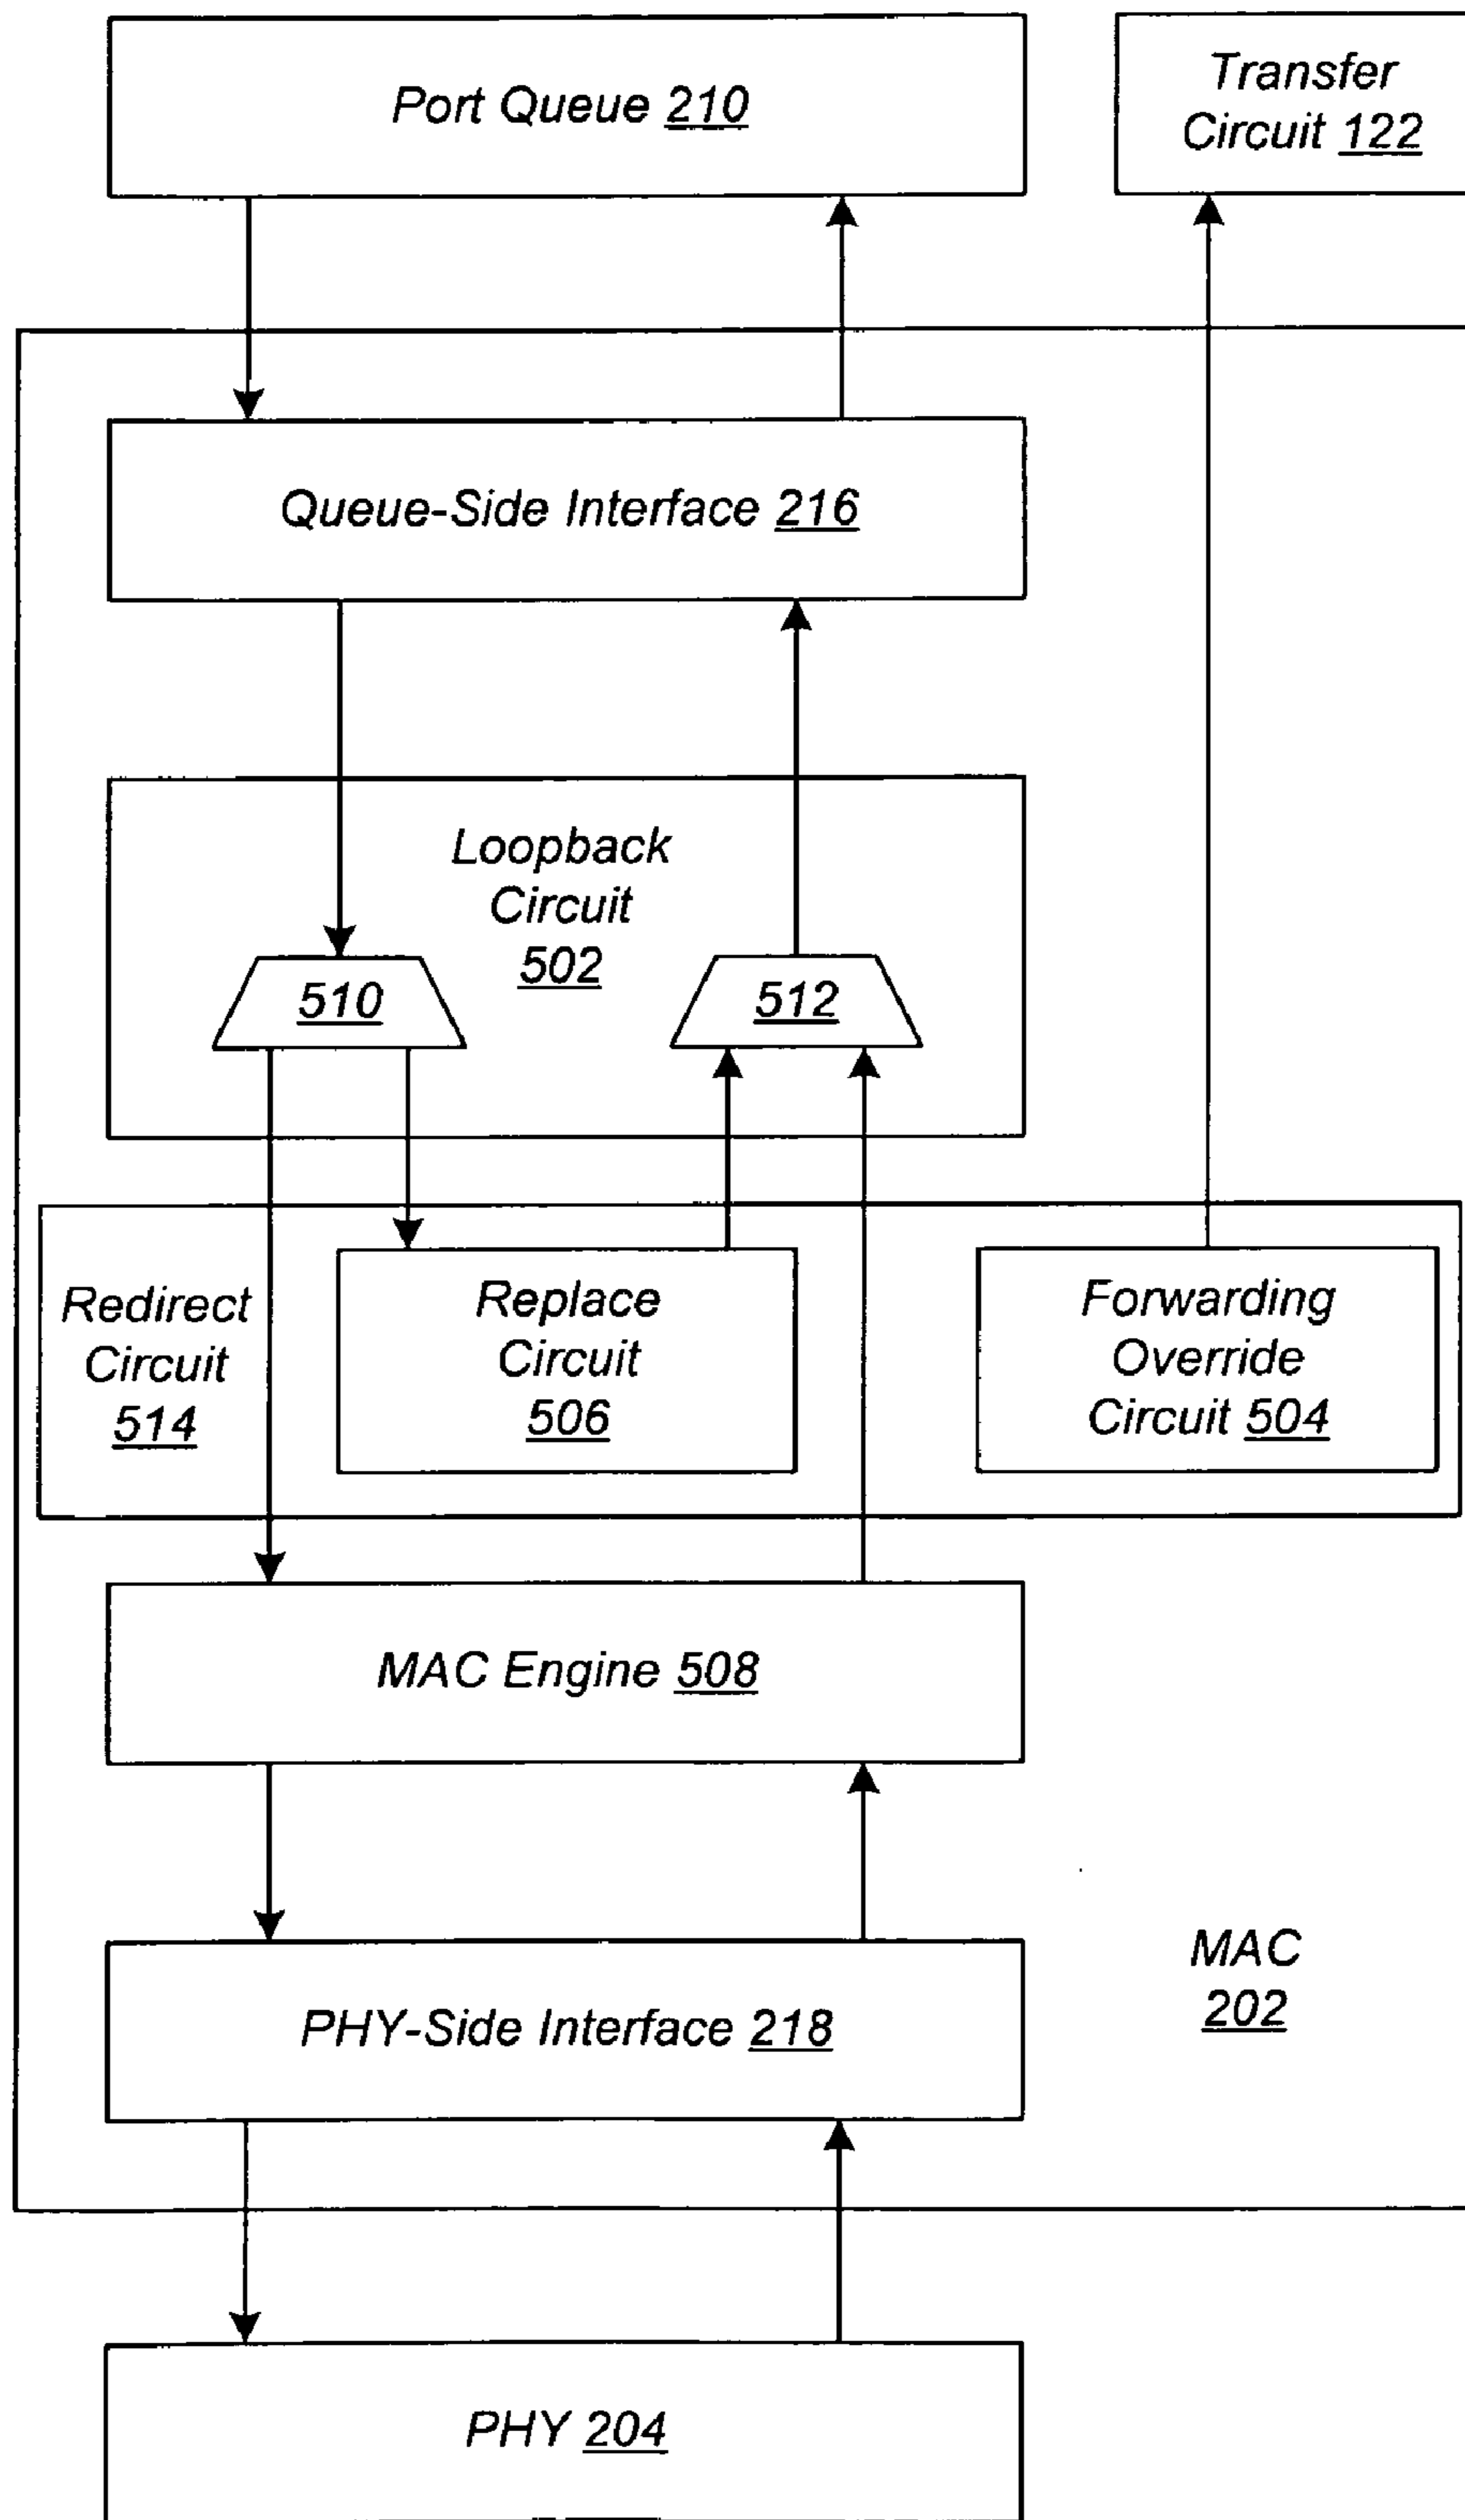 Port Queue 210
Transfer
Circuit 122
Queue-Side Interface 216
Loopback
Circuit
502
510
512
Redirect
Circuit
514
Replace
Circuit
506
Forwarding
Override
Circuit 504
MAC Engine 508
PHY-Side Interface 218
MAC
202
PHY 204